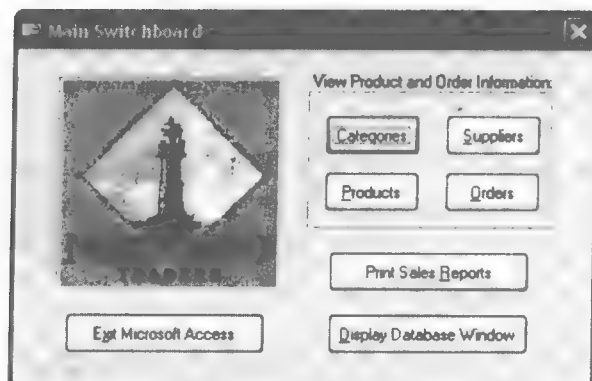 Main Switchboard
View Product and Order Information:
Categories
Suppliers
Products
Orders
TRADERS
Print Sales Reports
Exit Microsoft Access
Display Database Window